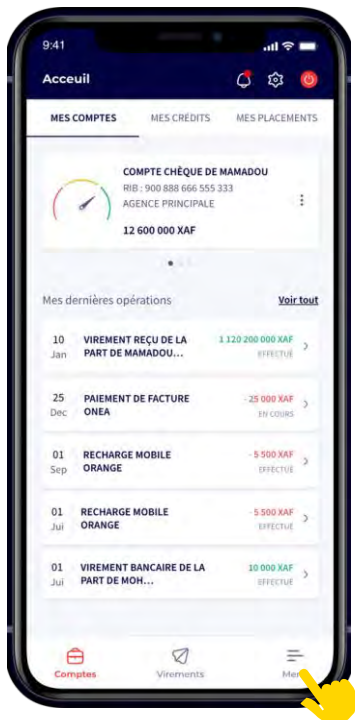 9:41
Acceuil
MES COMPTES MES CRÉDITS MES PLACEMENTS
COMPTE CHÈQUE DE MAMADOU
RIB : 900 888 666 555 333
AGENCE PRINCIPALE
12 600 000 XAF
Mes dernières opérations Voir tout
10 VIREMENT REÇU DE LA 1 120 200 000 XAF
Jan PART DE MAMADOU... EFFECTUÉ
25 PAIEMENT DE FACTURE - 25 000 XAF
Dec ONEA EN COURS
01 RECHARGE MOBILE - 5 500 XAF
Sep ORANGE EFFECTUÉ
01 RECHARGE MOBILE - 5 500 XAF
Jui ORANGE EFFECTUÉ
01 VIREMENT BANCAIRE DE LA 10 000 XAF
Jui PART DE MOH... EFFECTUÉ
Comptes Virements